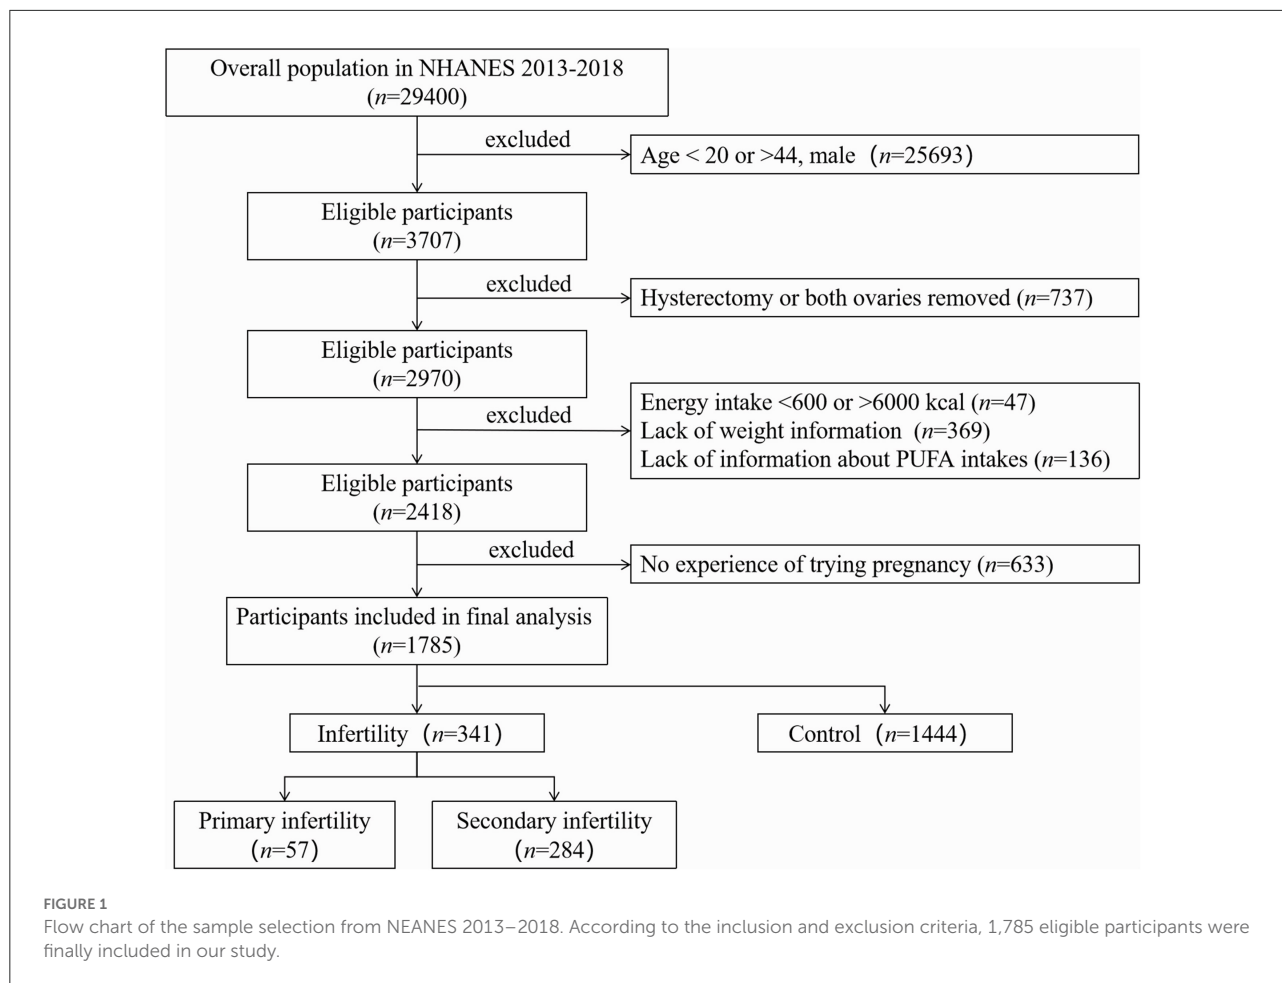 Overall population in NHANES 2013-2018
(n=29400)
excluded
Age < 20 or >44, male (n=25693)
Eligible participants
(n=3707)
excluded
Hysterectomy or both ovaries removed (n=737)
Eligible participants
(n=2970)
excluded
Energy intake <600 or >6000 kcal (n=47)
Lack of weight information (n=369)
Lack of information about PUFA intakes (n=136)
Eligible participants
(n=2418)
excluded
No experience of trying pregnancy (n=633)
Participants included in final analysis
(n=1785)
Infertility (n=341)
Control (n=1444)
Primary infertility
(n=57)
Secondary infertility
(n=284)
FIGURE 1
Flow chart of the sample selection from NEANES 2013–2018. According to the inclusion and exclusion criteria, 1,785 eligible participants were
finally included in our study.